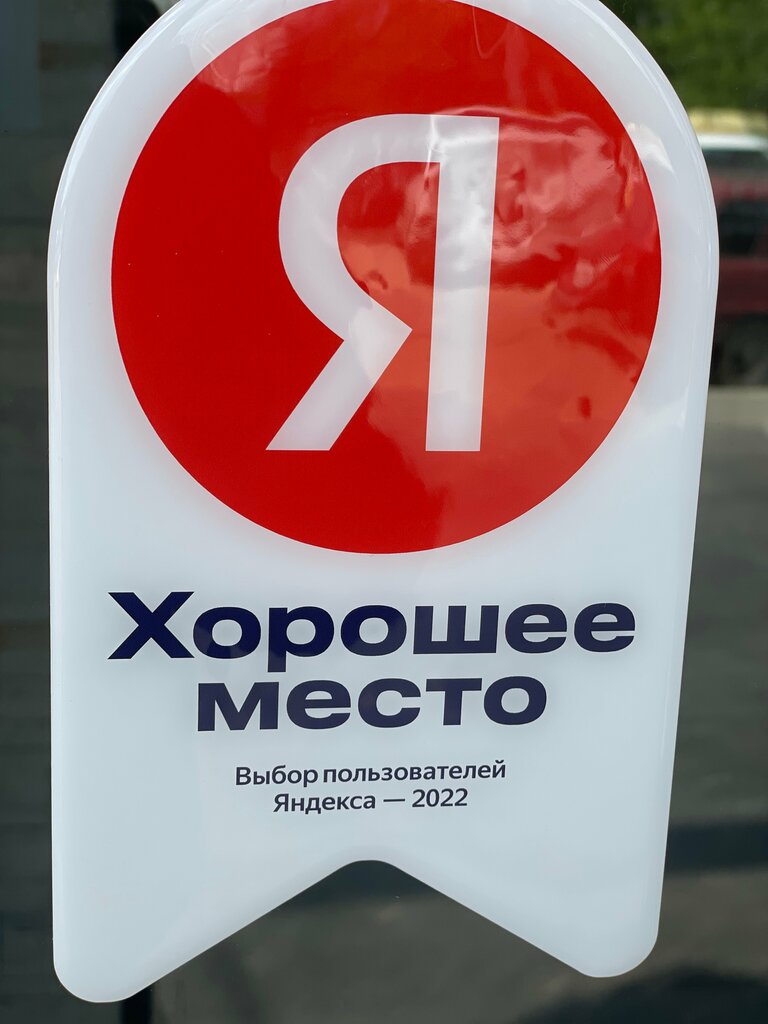 Я
Хорошее
место
Выбор пользователей
Яндекса — 2022